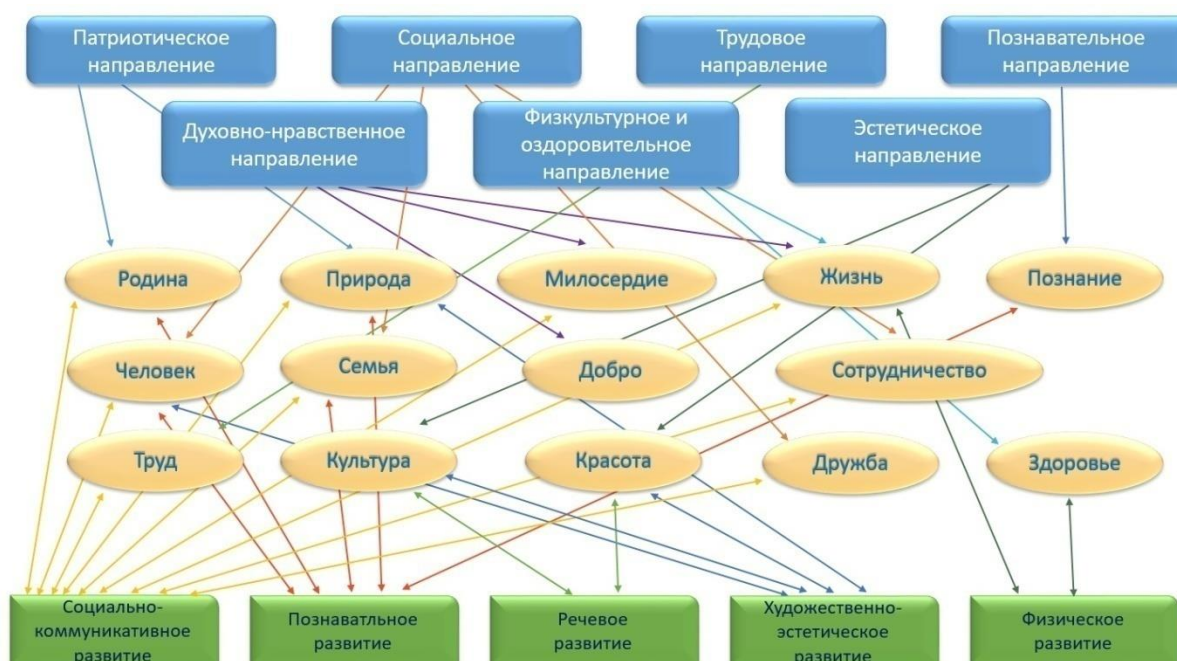 Патриотическое
направление
Социальное
направление
Трудовое
направление
Познавательное
направление
Духовно-нравственное
направление
Физкультурное и
оздоровительное
направление
Эстетическое
направление
Родина
Природа
Милосердие
Жизнь
Познание
Человек
Семья
Добро
Сотрудничество
Труд
Культура
Красота
Дружба
Здоровье
Социально-
коммуникативное
развитие
Познаватльное
развитие
Речевое
развитие
Художественно-
эстетическое
развитие
Физическое
развитие